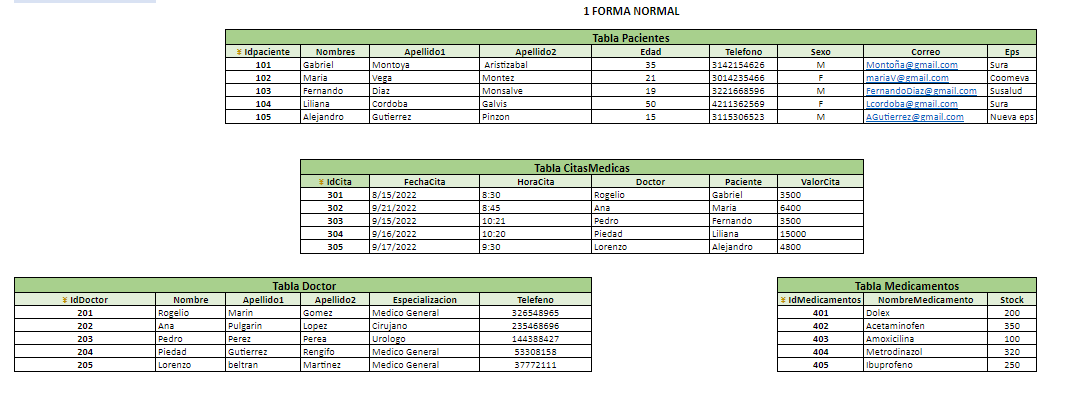 1 FORMA NORMAL
Tabla Pacientes
Idpaciente Nombres Apellido1 Apellido2 Edad Telefono Sexo Correo Eps
101 Gabriel Montoya Aristizabal 35 3142154626 M Montoña@gmail.com Sura
102 Maria Vega Montez 21 3014235466 F mariaV@gmail.com Coomeva
103 Fernando Diaz Monsalve 19 3221668596 M FernandoDiaz@gmail.com Susalud
104 Liliana Cordoba Galvis 50 4211362569 F Lcordoba@gmail.com Sura
105 Alejandro Gutierrez Pinzon 15 3115306523 M AGutierrez@gmail.com Nueva eps
Tabla CitasMedicas
IdCita FechaCita HoraCita Doctor Paciente ValorCita
301 8/15/2022 8:30 Rogelio Gabriel 3500
302 9/21/2022 8:45 Ana Maria 6400
303 9/15/2022 10:21 Pedro Fernando 3500
304 9/16/2022 10:20 Piedad Liliana 15000
305 9/17/2022 9:30 Lorenzo Alejandro 4800
Tabla Doctor
IdDoctor Nombre Apellido1 Apellido2 Especializacion Telefeno
201 Rogelio Marin Gomez Medico General 326548965
202 Ana Pulgarin Lopez Cirujano 235468696
203 Pedro Perez Perea Urologo 144388427
204 Piedad Gutierrez Rengifo Medico General 53308158
205 Lorenzo beltran Martinez Medico General 37772111
Tabla Medicamentos
IdMedicamentos NombreMedicamento Stock
401 Dolex 200
402 Acetaminofen 350
403 Amoxicilina 100
404 Metrodinazol 320
405 Ibuprofeno 250